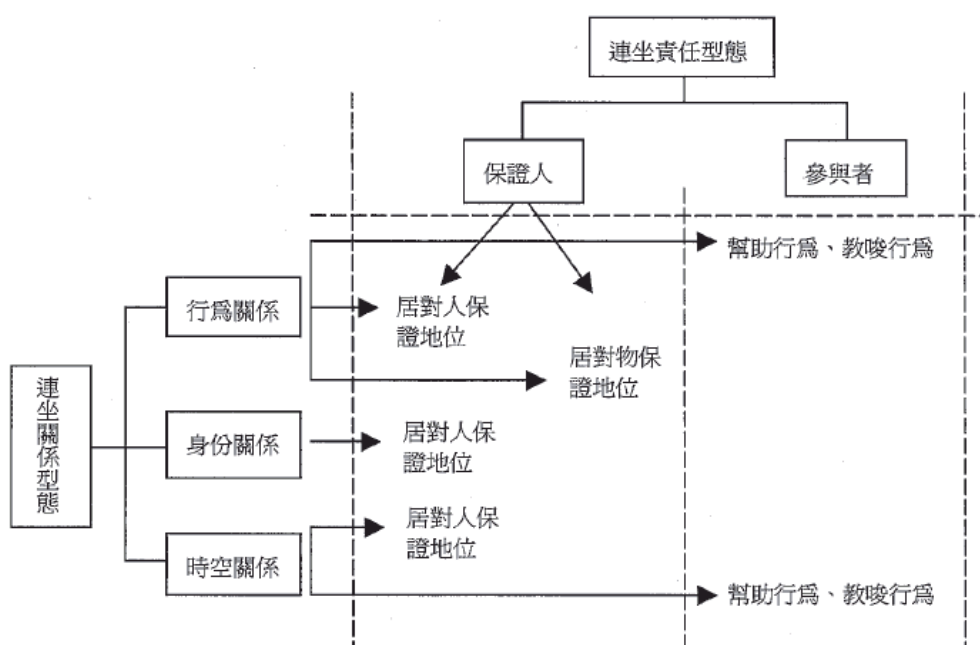 連坐責任型態
保證人
參與者
幫助行爲、教唆行爲
行爲關係
居對人保
證地位
居對物保
證地位
連坐關係型態
身份關係
居對人保
證地位
居對人保
證地位
時空關係
幫助行爲、教唆行爲